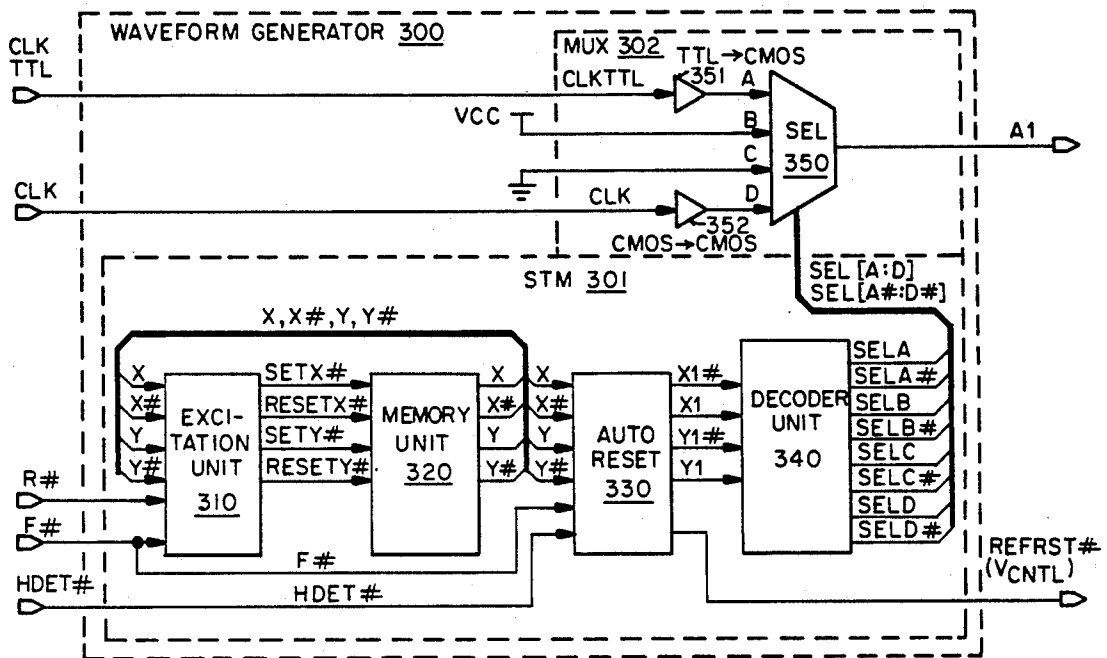 WAVEFORM GENERATOR 300
MUX 302
CLK
TTL
TTL→CMOS
CLKTTL
351
A
VCC
B
SEL
350
A1
C
CLK
CLK
D
352
CMOS→CMOS
STM 301
SEL [A:D]
SEL[A#:D#]
X, X#, Y, Y#
X
X#
Y
Y#
EXCI-
TATION
UNIT
310
SETX#
RESETX#
SETY#
RESETY#
MEMORY
UNIT
320
X
X#
Y
Y#
X
X#
Y
Y#
AUTO
RESET
330
X1#
X1
Y1#
Y1
DECODER
UNIT
340
SELA
SELA#
SELB
SELB#
SELC
SELC#
SELD
SELD#
R#
F#
F#
HDET#
HDET#
REFRST#
(VCNTL)